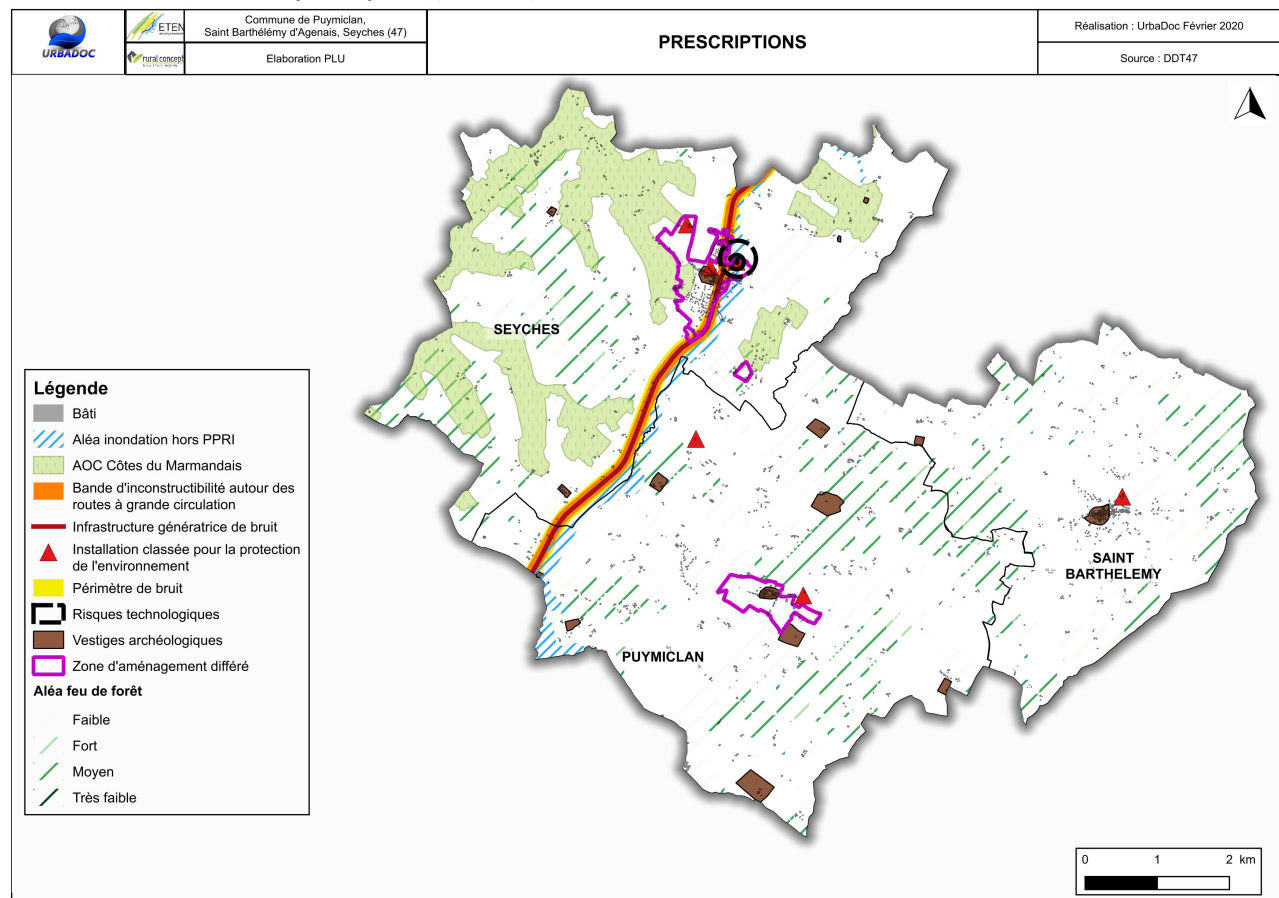 URBADOC
ETEN
Commune de Puymiclan,
Saint Barthélémy d'Agenais, Seyches (47)
rural concept
Elaboration PLU
PRESCRIPTIONS
Réalisation : UrbaDoc Février 2020
Source : DDT47
SEYCHES
SAINT
BARTHELEMY
PUYMICLAN
Légende
Bâti
Aléa inondation hors PPRI
AOC Côtes du Marmandais
Bande d'inconstructibilité autour des
routes à grande circulation
Infrastructure génératrice de bruit
Installation classée pour la protection
de l'environnement
Périmètre de bruit
Risques technologiques
Vestiges archéologiques
Zone d'aménagement différé
Aléa feu de forêt
Faible
Fort
Moyen
Très faible
0 1 2 km